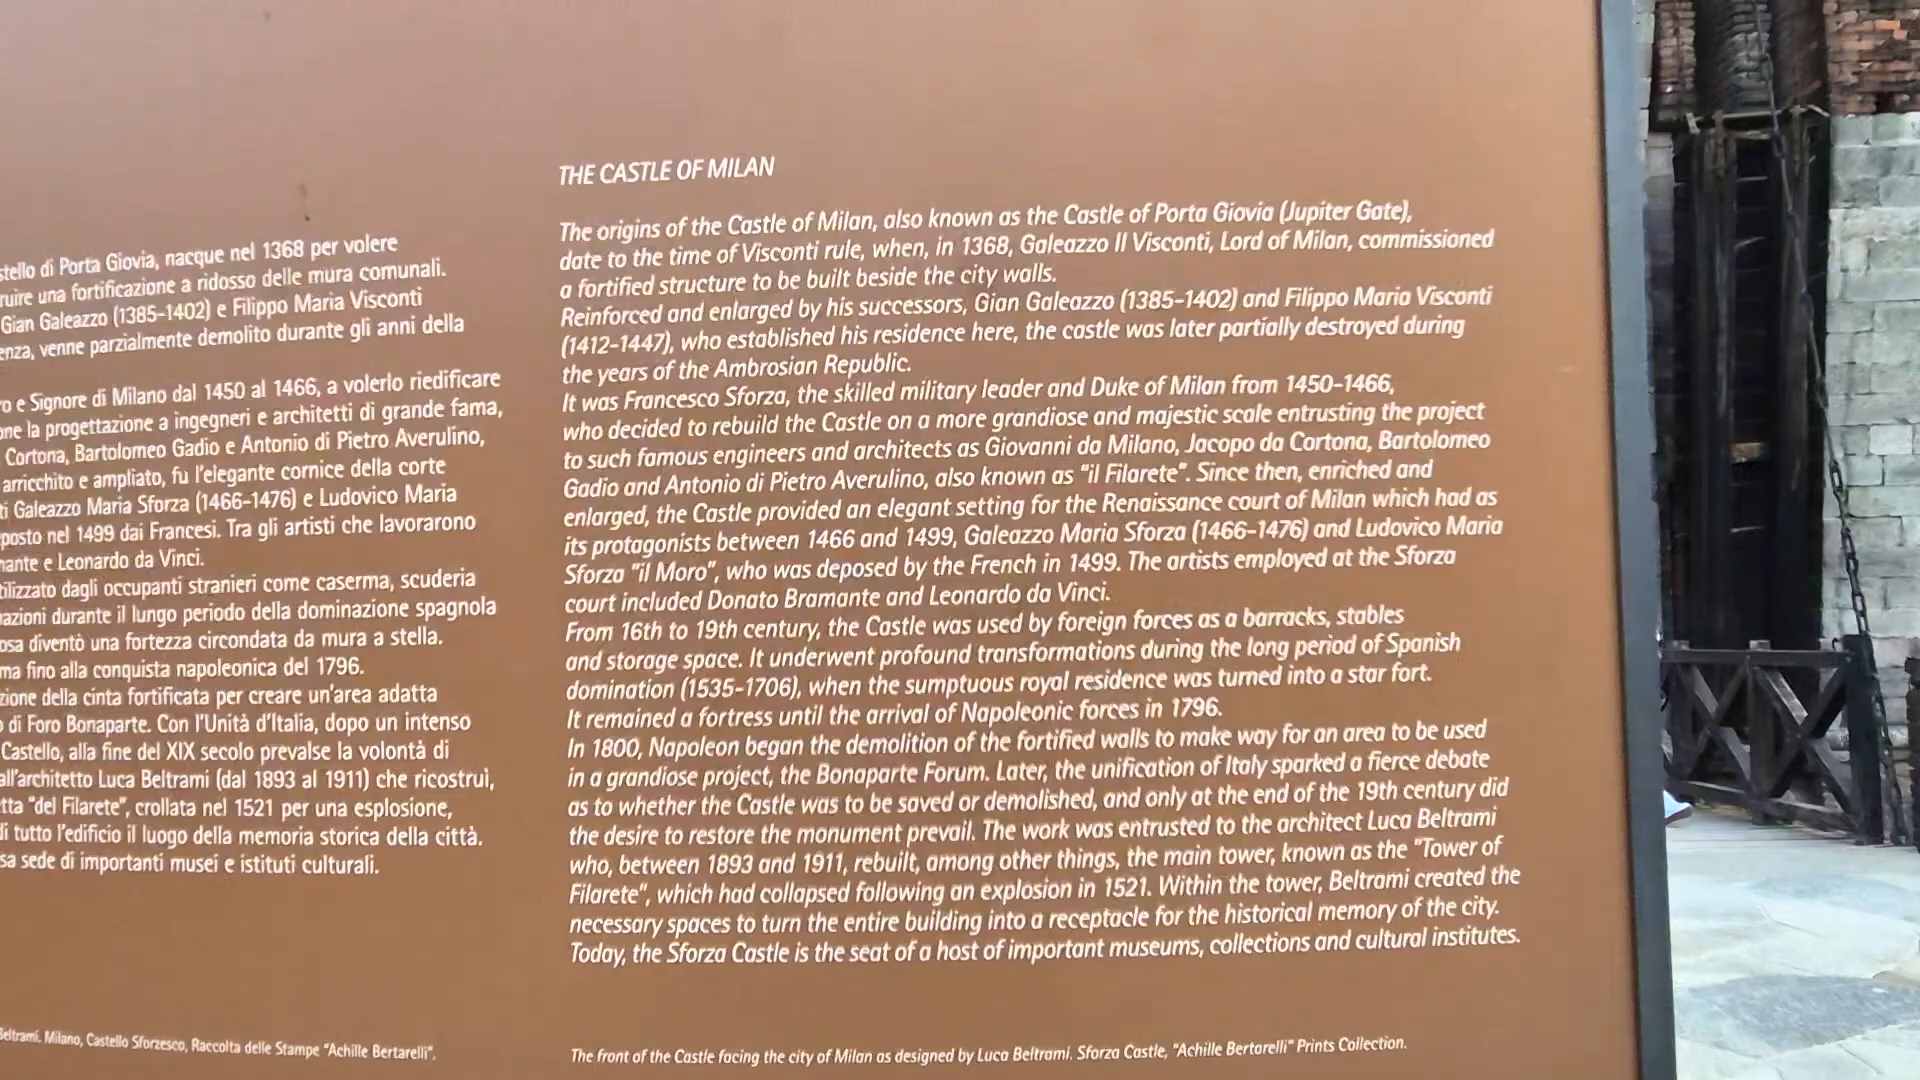 stello di Porta Giovia, nacque nel 1368 per volere
ruire una fortificazione a ridosso delle mura comunali.
Gian Galeazzo (1385-1402) e Filippo Maria Visconti
enza, venne parzialmente demolito durante gli anni della
ro e Signore di Milano dal 1450 al 1466, a volerlo riedificare
one la progettazione a ingegneri e architetti di grande fama,
Cortona, Bartolomeo Gadio e Antonio di Pietro Averulino,
arricchito e ampliato, fu l'elegante cornice della corte
ti Galeazzo Maria Sforza (1466-1476) e Ludovico Maria
posto nel 1499 dai Francesi. Tra gli artisti che lavorarono
mante e Leonardo da Vinci.
tilizzato dagli occupanti stranieri come caserma, scuderia
azioni durante il lungo periodo della dominazione spagnola
osa diventò una fortezza circondata da mura a stella.
ma fino alla conquista napoleonica del 1796.
zione della cinta fortificata per creare un'area adatta
o di Foro Bonaparte. Con l'Unità d'Italia, dopo un intenso
Castello, alla fine del XIX secolo prevalse la volontà di
all'architetto Luca Beltrami (dal 1893 al 1911) che ricostruì,
tta "del Filarete", crollata nel 1521 per una esplosione,
di tutto l'edificio il luogo della memoria storica della città.
sa sede di importanti musei e istituti culturali.
Beltrami. Milano, Castello Sforzesco, Raccolta delle Stampe "Achille Bertarelli".
THE CASTLE OF MILAN
The origins of the Castle of Milan, also known as the Castle of Porta Giovia (Jupiter Gate),
date to the time of Visconti rule, when, in 1368, Galeazzo II Visconti, Lord of Milan, commissioned
a fortified structure to be built beside the city walls.
Reinforced and enlarged by his successors, Gian Galeazzo (1385-1402) and Filippo Maria Visconti
(1412-1447), who established his residence here, the castle was later partially destroyed during
the years of the Ambrosian Republic.
It was Francesco Sforza, the skilled military leader and Duke of Milan from 1450-1466,
who decided to rebuild the Castle on a more grandiose and majestic scale entrusting the project
to such famous engineers and architects as Giovanni da Milano, Jacopo da Cortona, Bartolomeo
Gadio and Antonio di Pietro Averulino, also known as "il Filarete". Since then, enriched and
enlarged, the Castle provided an elegant setting for the Renaissance court of Milan which had as
its protagonists between 1466 and 1499, Galeazzo Maria Sforza (1466-1476) and Ludovico Maria
Sforza "il Moro", who was deposed by the French in 1499. The artists employed at the Sforza
court included Donato Bramante and Leonardo da Vinci.
From 16th to 19th century, the Castle was used by foreign forces as a barracks, stables
and storage space. It underwent profound transformations during the long period of Spanish
domination (1535-1706), when the sumptuous royal residence was turned into a star fort.
It remained a fortress until the arrival of Napoleonic forces in 1796.
In 1800, Napoleon began the demolition of the fortified walls to make way for an area to be used
in a grandiose project, the Bonaparte Forum. Later, the unification of Italy sparked a fierce debate
as to whether the Castle was to be saved or demolished, and only at the end of the 19th century did
the desire to restore the monument prevail. The work was entrusted to the architect Luca Beltrami
who, between 1893 and 1911, rebuilt, among other things, the main tower, known as the "Tower of
Filarete", which had collapsed following an explosion in 1521. Within the tower, Beltrami created the
necessary spaces to turn the entire building into a receptacle for the historical memory of the city.
Today, the Sforza Castle is the seat of a host of important museums, collections and cultural institutes.
The front of the Castle facing the city of Milan as designed by Luca Beltrami. Sforza Castle, "Achille Bertarelli" Prints Collection.